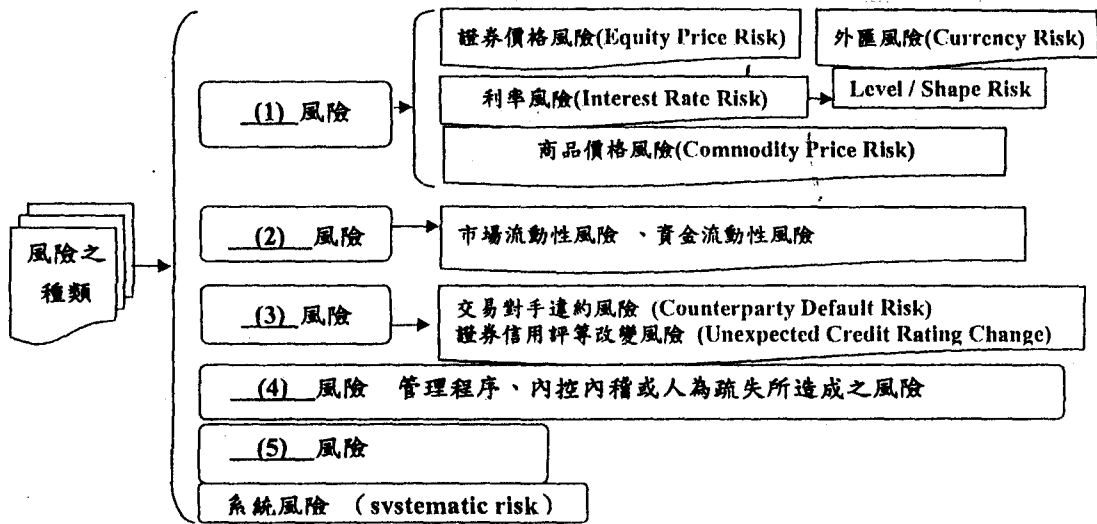 證券價格風險(Equity Price Risk)
外匯風險(Currency Risk)
(1) 風險
利率風險(Interest Rate Risk)
Level / Shape Risk
商品價格風險(Commodity Price Risk)
風險之
種類
(2) 風險
市場流動性風險 、資金流動性風險
(3) 風險
交易對手違約風險 (Counterparty Default Risk)
證券信用評等改變風險 (Unexpected Credit Rating Change)
(4) 風險 管理程序、內控內稽或人為疏失所造成之風險
(5) 風險
系統風險 (systematic risk)